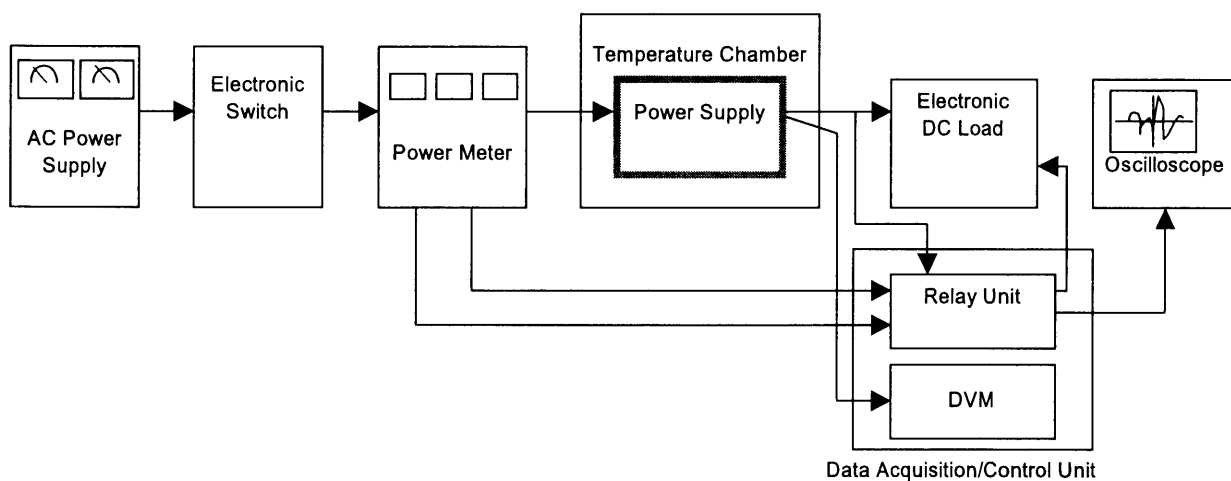 AC Power
Supply
Electronic
Switch
Power Meter
Temperature Chamber
Power Supply
Electronic
DC Load
Oscilloscope
Relay Unit
DVM
Data Acquisition/Control Unit